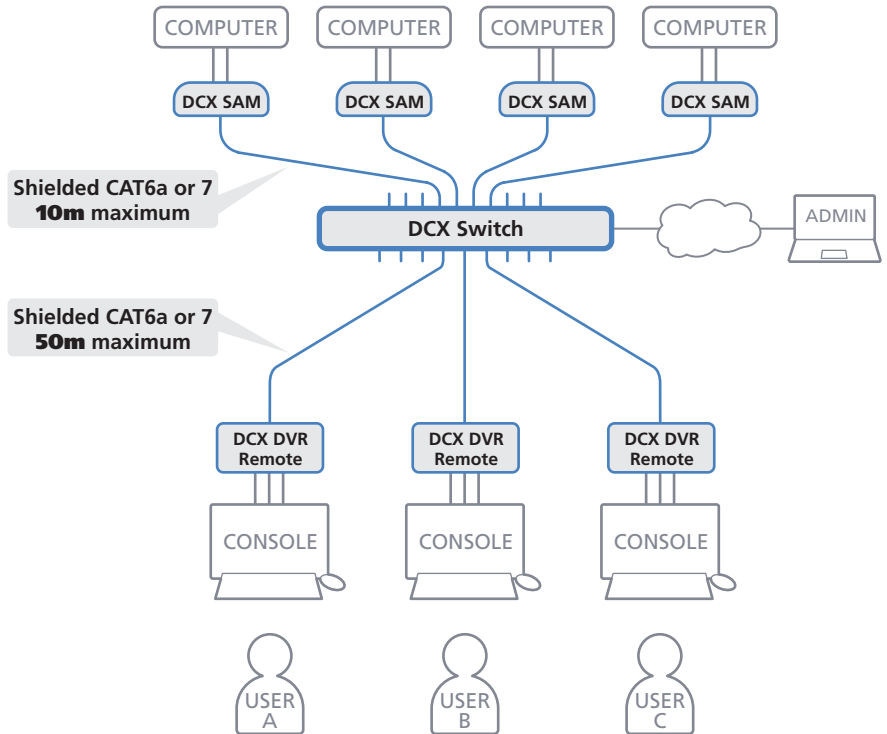 COMPUTER
COMPUTER
COMPUTER
COMPUTER
DCX SAM
DCX SAM
DCX SAM
DCX SAM
Shielded CAT6a or 7
10m maximum
DCX Switch
ADMIN
Shielded CAT6a or 7
50m maximum
DCX DVR
Remote
DCX DVR
Remote
DCX DVR
Remote
CONSOLE
CONSOLE
CONSOLE
USER
A
USER
B
USER
C